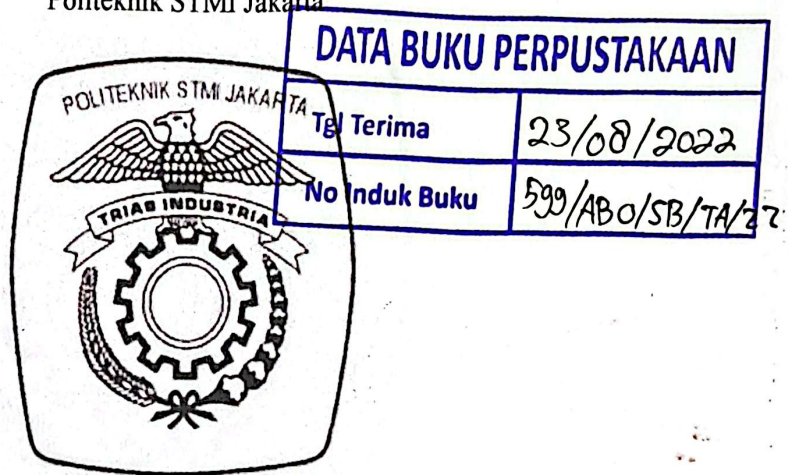 Politeknik STMI Jakarta
DATA BUKU PERPUSTAKAAN
Tgl Terima 23/08/2022
No Induk Buku 599/ABO/SB/TA/22
POLITEKNIK STMI JAKARTA
TRIAS INDUSTRIA